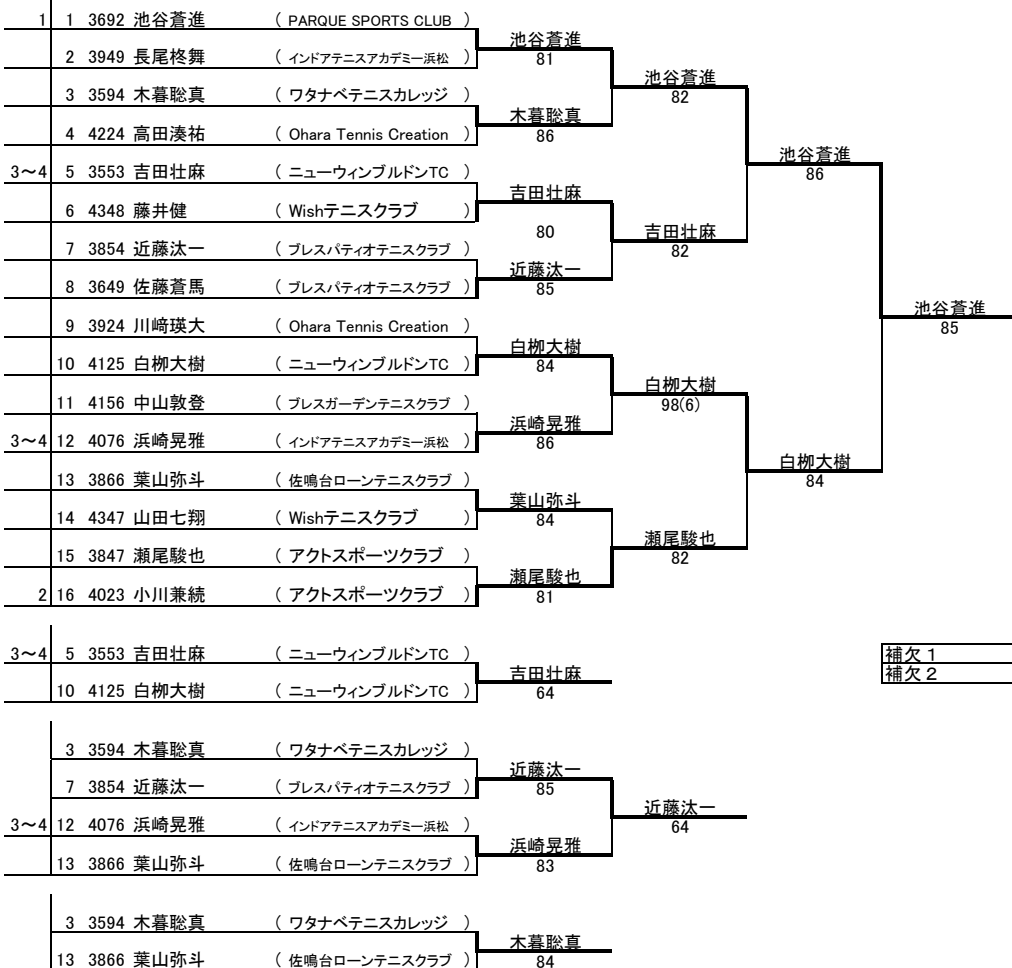 1 1 3692 池谷蒼進 ( PARQUE SPORTS CLUB )
池谷蒼進
2 3949 長尾柊舞 ( インドアテニスアカデミー浜松 )
81
池谷蒼進
3 3594 木暮聡真 ( ワタナベテニスカレッジ )
82
木暮聡真
4 4224 高田湊祐 ( Ohara Tennis Creation )
86
池谷蒼進
3～4 5 3553 吉田壮麻 ( ニューウィンブルドンTC )
86
吉田壮麻
6 4348 藤井健 ( Wishテニスクラブ )
80
吉田壮麻
7 3854 近藤汰一 ( ブレスパティオテニスクラブ )
82
近藤汰一
8 3649 佐藤蒼馬 ( ブレスパティオテニスクラブ )
85
池谷蒼進
9 3924 川﨑瑛大 ( Ohara Tennis Creation )
85
白栁大樹
10 4125 白栁大樹 ( ニューウィンブルドンTC )
84
白栁大樹
11 4156 中山敦登 ( ブレスガーデンテニスクラブ )
98(6)
浜崎晃雅
3～4 12 4076 浜崎晃雅 ( インドアテニスアカデミー浜松 )
86
白栁大樹
13 3866 葉山弥斗 ( 佐鳴台ローンテニスクラブ )
84
葉山弥斗
14 4347 山田七翔 ( Wishテニスクラブ )
84
瀬尾駿也
15 3847 瀬尾駿也 ( アクトスポーツクラブ )
82
瀬尾駿也
2 16 4023 小川兼続 ( アクトスポーツクラブ )
81
3～4 5 3553 吉田壮麻 ( ニューウィンブルドンTC )
補欠1
吉田壮麻
補欠2
10 4125 白栁大樹 ( ニューウィンブルドンTC )
64
3 3594 木暮聡真 ( ワタナベテニスカレッジ )
近藤汰一
7 3854 近藤汰一 ( ブレスパティオテニスクラブ )
85
近藤汰一
3～4 12 4076 浜崎晃雅 ( インドアテニスアカデミー浜松 )
64
浜崎晃雅
13 3866 葉山弥斗 ( 佐鳴台ローンテニスクラブ )
83
3 3594 木暮聡真 ( ワタナベテニスカレッジ )
木暮聡真
13 3866 葉山弥斗 ( 佐鳴台ローンテニスクラブ )
84